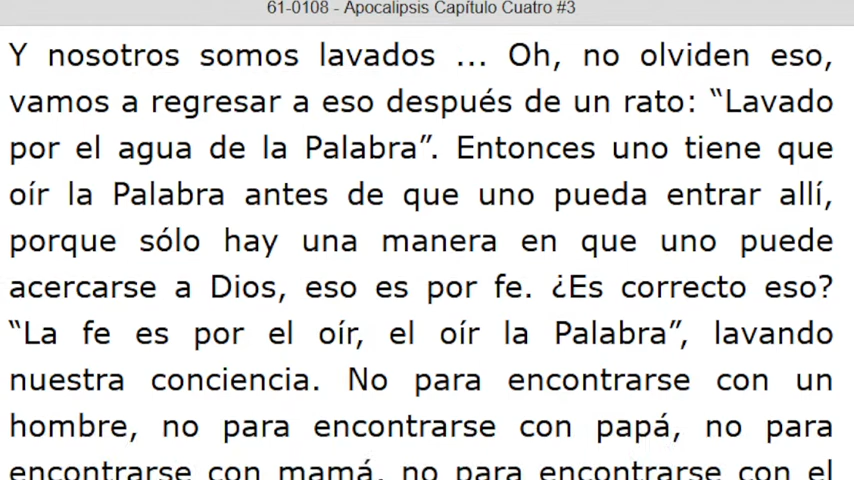 61-0108 - Apocalipsis Capítulo Cuatro #3
Y nosotros somos lavados ... Oh, no olviden eso,
vamos a regresar a eso después de un rato: “Lavado
por el agua de la Palabra”. Entonces uno tiene que
oír la Palabra antes de que uno pueda entrar allí,
porque sólo hay una manera en que uno puede
acercarse a Dios, eso es por fe. ¿Es correcto eso?
“La fe es por el oír, el oír la Palabra”, lavando
nuestra conciencia. No para encontrarse con un
hombre, no para encontrarse con papá, no para
encontrarse con mamá, no para encontrarse con el